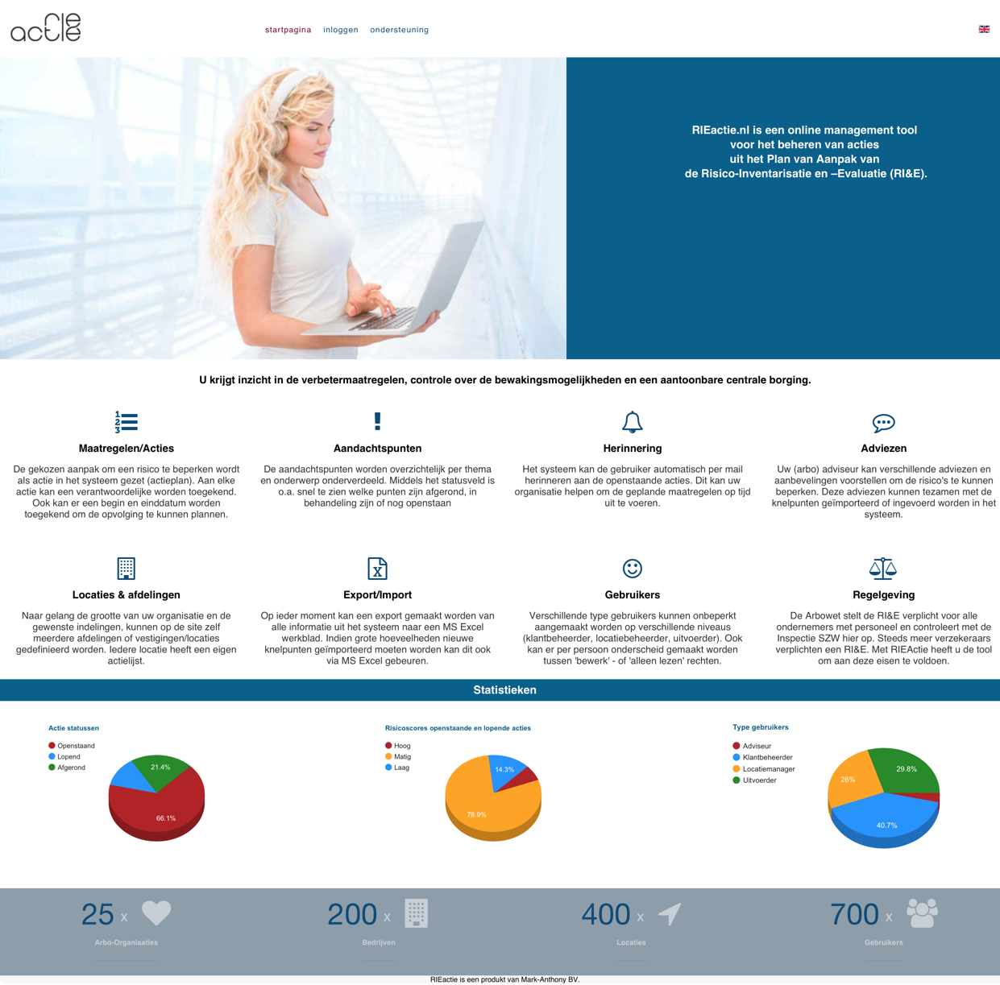 rie
actie
startpagina inloggen ondersteuning
RIEactie.nl is een online management tool
voor het beheren van acties
uit het Plan van Aanpak van
de Risico-Inventarisatie en –Evaluatie (RI&E).
U krijgt inzicht in de verbetermaatregelen, controle over de bewakingsmogelijkheden en een aantoonbare centrale borging.
Maatregelen/Acties
De gekozen aanpak om een risico te beperken wordt
als actie in het systeem gezet (actieplan). Aan elke
actie kan een verantwoordelijke worden toegekend.
Ook kan er een begin en einddatum worden
toegekend om de opvolging te kunnen plannen.
Aandachtspunten
De aandachtspunten worden overzichtelijk per thema
en onderwerp onderverdeeld. Middels het statusveld is
o.a. snel te zien welke punten zijn afgerond, in
behandeling zijn of nog openstaan
Herinnering
Het systeem kan de gebruiker automatisch per mail
herinneren aan de openstaande acties. Dit kan uw
organisatie helpen om de geplande maatregelen op tijd
uit te voeren.
Adviezen
Uw (arbo) adviseur kan verschillende adviezen en
aanbevelingen voorstellen om de risico's te kunnen
beperken. Deze adviezen kunnen tezamen met de
knelpunten geïmporteerd of ingevoerd worden in het
systeem.
Locaties & afdelingen
Naar gelang de grootte van uw organisatie en de
gewenste indelingen, kunnen op de site zelf
meerdere afdelingen of vestigingen/locaties
gedefinieerd worden. Iedere locatie heeft een eigen
actielijst.
Export/Import
Op ieder moment kan een export gemaakt worden van
alle informatie uit het systeem naar een MS Excel
werkblad. Indien grote hoeveelheden nieuwe
knelpunten geïmporteerd moeten worden kan dit ook
via MS Excel gebeuren.
Gebruikers
Verschillende type gebruikers kunnen onbeperkt
aangemaakt worden op verschillende niveaus
(klantbeheerder, locatiebeheerder, uitvoerder). Ook
kan er per persoon onderscheid gemaakt worden
tussen 'bewerk' - of 'alleen lezen' rechten.
Regelgeving
De Arbowet stelt de RI&E verplicht voor alle
ondernemers met personeel en controleert met de
Inspectie SZW hier op. Steeds meer verzekeraars
verplichten een RI&E. Met RIEActie heeft u de tool
om aan deze eisen te voldoen.
Statistieken
Actie statussen
Openstaand
Lopend
Afgerond
21.4%
66.1%
Risicoscores openstaande en lopende acties
Hoog
Matig
Laag
14.3%
78.9%
Type gebruikers
Adviseur
Klantbeheerder
Locatiemanager
Uitvoerder
29.8%
26%
40.7%
25 x
Arbo-Organisaties
200 x
Bedrijven
400 x
Locaties
700 x
Gebruikers
RIEactie is een produkt van Mark-Anthony BV.